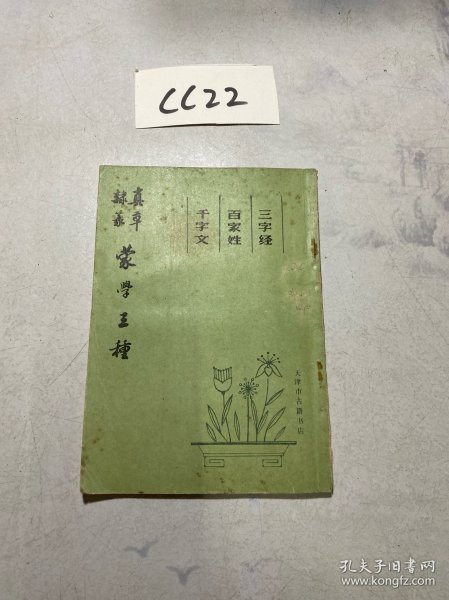 CC22
三字经
百家姓
千字文
真草
隸篆
蒙學三種
天津市古籍书店
孔夫子旧书网
www.kongfz.com